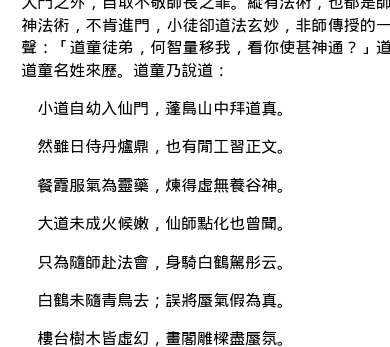 大門之外，自取不敬師長之罪。縱有法術，也都是師
神法術，不肯進門，小徒卻道法玄妙，非師傳授的一
聲：「道童徒弟，何智量移我，看你使甚神通？」道
道童名姓來歷。道童乃說道：
小道自幼入仙門，蓬島山中拜道真。
然雖日侍丹爐鼎，也有閒工習正文。
餐霞服氣為靈藥，煉得虛無養谷神。
大道未成火候嫩，仙師點化也曾聞。
只為隨師赴法會，身騎白鶴駕彤云。
白鶴未隨青鳥去；誤將蜃氣假為真。
樓台樹木皆虛幻，畫閣雕樑盡蜃氛。